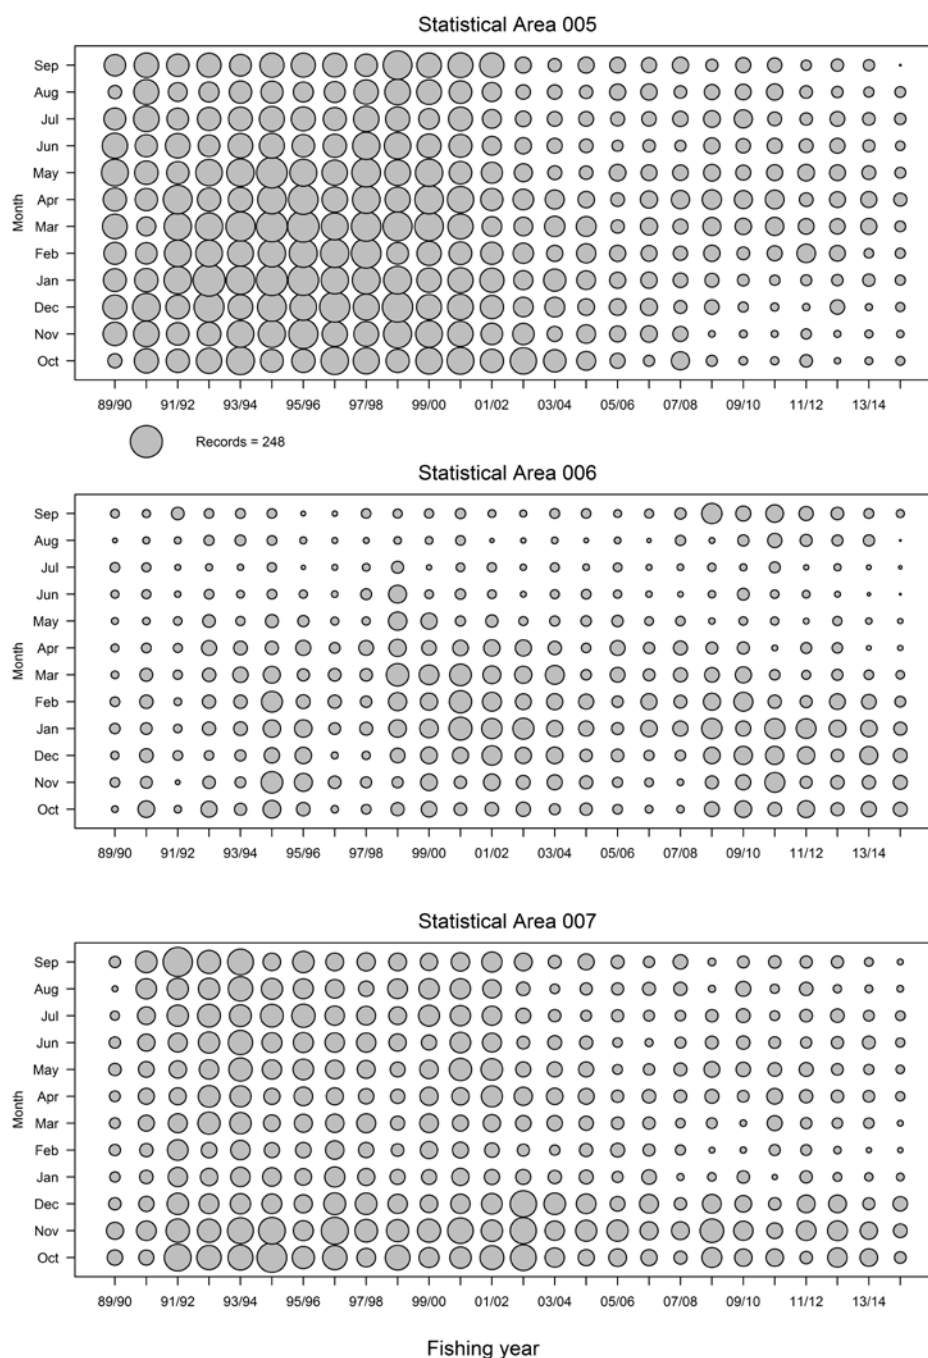 Statistical Area 005
Month
Sep
Aug
Jul
Jun
May
Apr
Mar
Feb
Jan
Dec
Nov
Oct
89/90 91/92 93/94 95/96 97/98 99/00 01/02 03/04 05/06 07/08 09/10 11/12 13/14
Records = 248
Statistical Area 006
Month
Sep
Aug
Jul
Jun
May
Apr
Mar
Feb
Jan
Dec
Nov
Oct
89/90 91/92 93/94 95/96 97/98 99/00 01/02 03/04 05/06 07/08 09/10 11/12 13/14
Statistical Area 007
Month
Sep
Aug
Jul
Jun
May
Apr
Mar
Feb
Jan
Dec
Nov
Oct
89/90 91/92 93/94 95/96 97/98 99/00 01/02 03/04 05/06 07/08 09/10 11/12 13/14
Fishing year